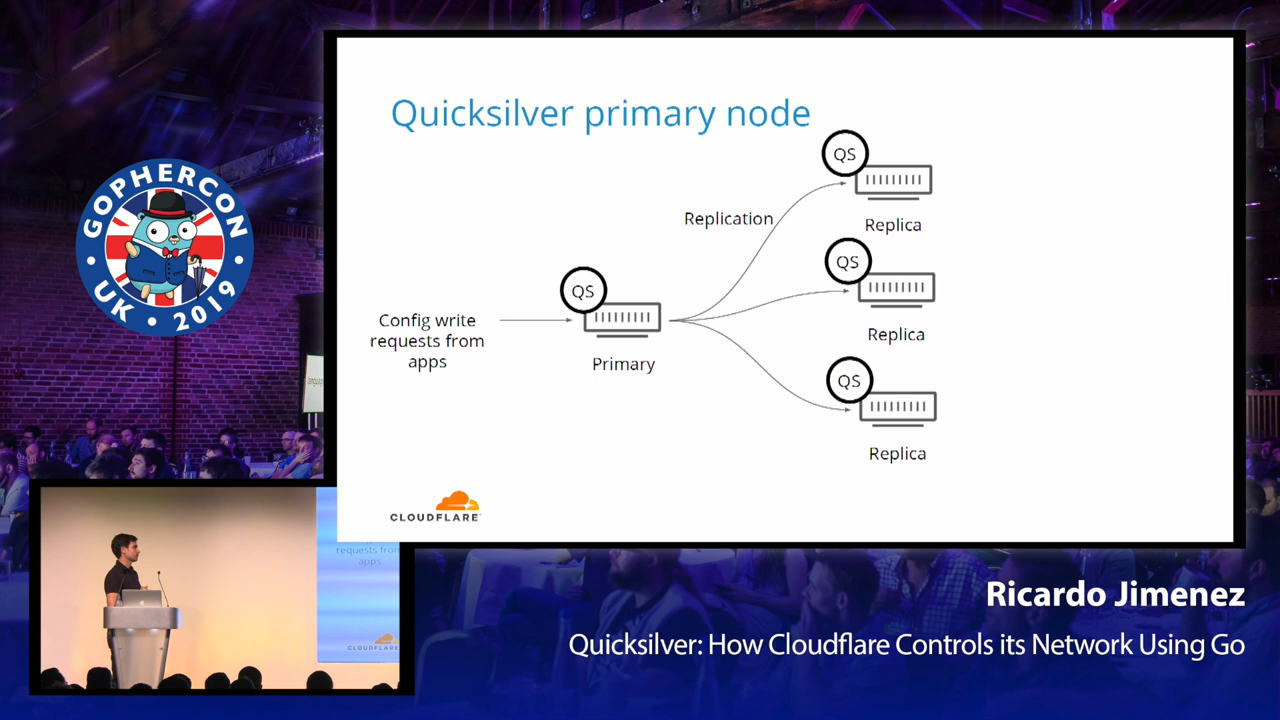 Quicksilver primary node
QS
Replica
Replication
QS
Replica
QS
Config write
requests from
apps
Primary
QS
Replica
CLOUDFLARE
GOPHERCON
UK • 2019
requests from
apps
CLOUDFLARE
Ricardo Jimenez
Quicksilver: How Cloudflare Controls its Network Using Go